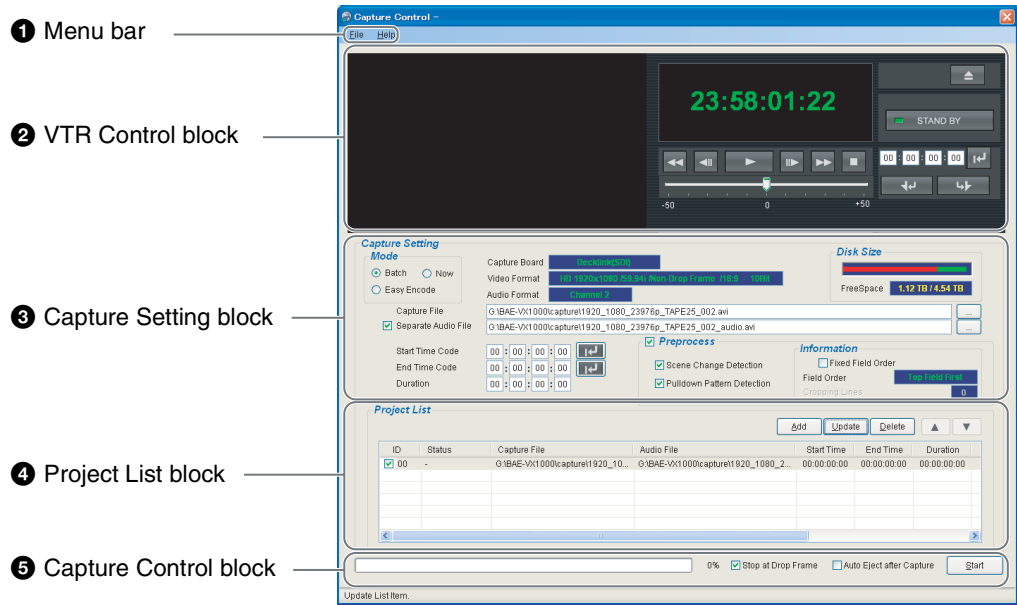 Capture Control –
❶ Menu bar
File Help
❷ VTR Control block
23:58:01:22
STAND BY
00 : 00 : 00 : 00
-50 0 +50
❸ Capture Setting block
Capture Setting
Mode
Batch Now
Easy Encode
Capture Board Decklink(SDI)
Video Format HD 1920x1080 /59.94i /Non-Drop Frame /16:9 - 10Bit
Audio Format Channel 2
Disk Size
FreeSpace 1.12 TB / 4.54 TB
Capture File G:\BAE-VX1000\capture\1920_1080_23976p_TAPE25_002.avi ...
Separate Audio File G:\BAE-VX1000\capture\1920_1080_23976p_TAPE25_002_audio.avi ...
Start Time Code 00 : 00 : 00 : 00
End Time Code 00 : 00 : 00 : 00
Duration 00 : 00 : 00 : 00
Preprocess
Scene Change Detection
Pulldown Pattern Detection
Information
Fixed Field Order
Field Order Top Field First
Cropping Lines 0
❹ Project List block
Project List
Add Update Delete
ID Status Capture File Audio File Start Time End Time Duration
00 - G:\BAE-VX1000\capture\1920_10... G:\BAE-VX1000\capture\1920_1080_2... 00:00:00:00 00:00:00:00 00:00:00:00
❺ Capture Control block
0% Stop at Drop Frame Auto Eject after Capture Start
Update List Item.